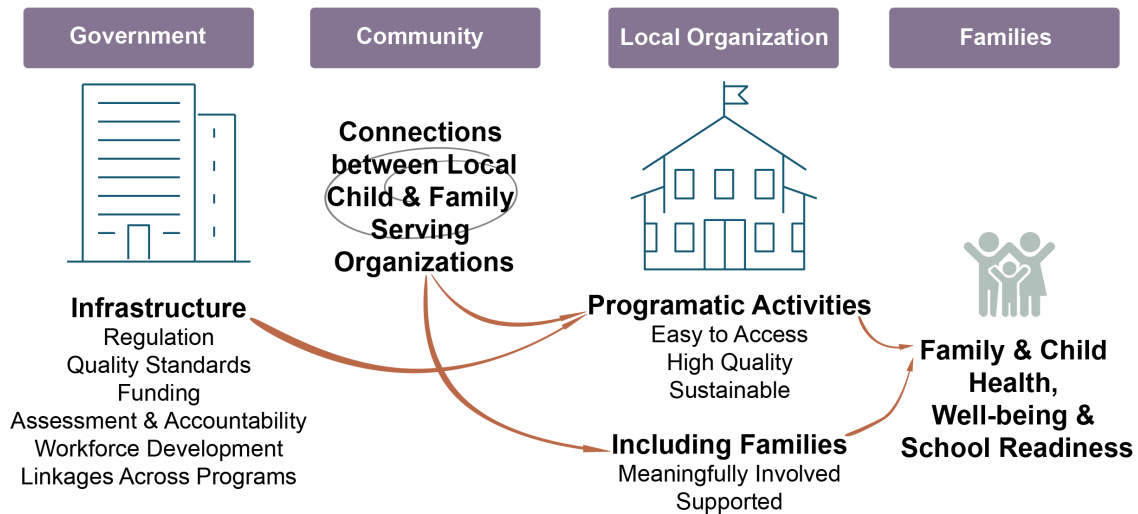 Government
Community
Local Organization
Families
Connections
between Local
Child & Family
Serving
Organizations
Infrastructure
Regulation
Quality Standards
Funding
Assessment & Accountability
Workforce Development
Linkages Across Programs
Programatic Activities
Easy to Access
High Quality
Sustainable
Including Families
Meaningfully Involved
Supported
Family & Child
Health,
Well-being &
School Readiness